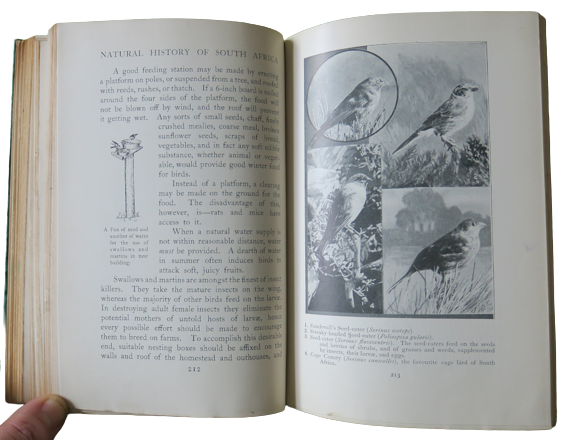 NATURAL HISTORY OF SOUTH AFRICA
A good feeding station may be made by erecting
a platform on poles, or suspended from a tree, and roofed
with reeds, rushes, or thatch. If a 6-inch board is nailed
around the four sides of the platform, the food will
not be blown off by wind, and the roof will prevent
it getting wet. Any sorts of small seeds, chaff, finely
crushed mealies, coarse meal, broken
sunflower seeds, scraps of bread,
vegetables, and in fact any soft edible
substance, whether animal or veget-
able, would provide good winter food
for birds.
Instead of a platform, a clearing
may be made on the ground for the
food. The disadvantage of this,
however, is—rats and mice have
access to it.
When a natural water supply is
not within reasonable distance, water
must be provided. A dearth of water
in summer often induces birds to
attack soft, juicy fruits.
A Pan of mud and
another of water
for the use of
swallows and
martins in nest
building.
Swallows and martins are amongst the finest of insect
killers. They take the mature insects on the wing,
whereas the majority of other birds feed on the larvæ.
In destroying adult female insects they eliminate the
potential mothers of untold hosts of larvæ, hence
every possible effort should be made to encourage
them to breed on farms. To accomplish this desirable
end, suitable nesting boxes should be affixed on the
walls and roof of the homestead and outhouses, and
212
1. Seed-eater (Serinus
2. Streaky-headed Seed-eater (Poliospiza gularis).
3. Seed-eater (Serinus The seed-eaters feed on the seeds
and berries of shrubs, and of grasses and weeds, supplemented
by insects, their larvæ, and eggs.
4. Cape Canary (Serinus canicollis), the favourite cage bird of South
Africa.
213